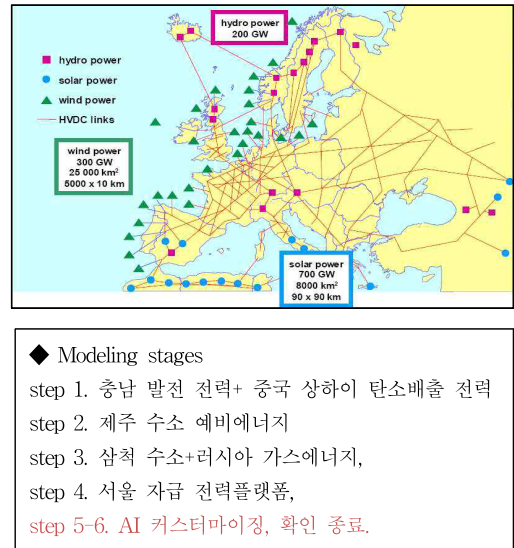 hydro power
200 GW
hydro power
solar power
wind power
HVDC links
wind power
300 GW
25 000 km²
5000 x 10 km
solar power
700 GW
8000 km²
90 x 90 km
◆ Modeling stages
step 1. 충남 발전 전력+ 중국 상하이 탄소배출 전력
step 2. 제주 수소 예비에너지
step 3. 삼척 수소+러시아 가스에너지,
step 4. 서울 자급 전력플랫폼,
step 5-6. AI 커스터마이징, 확인 종료.